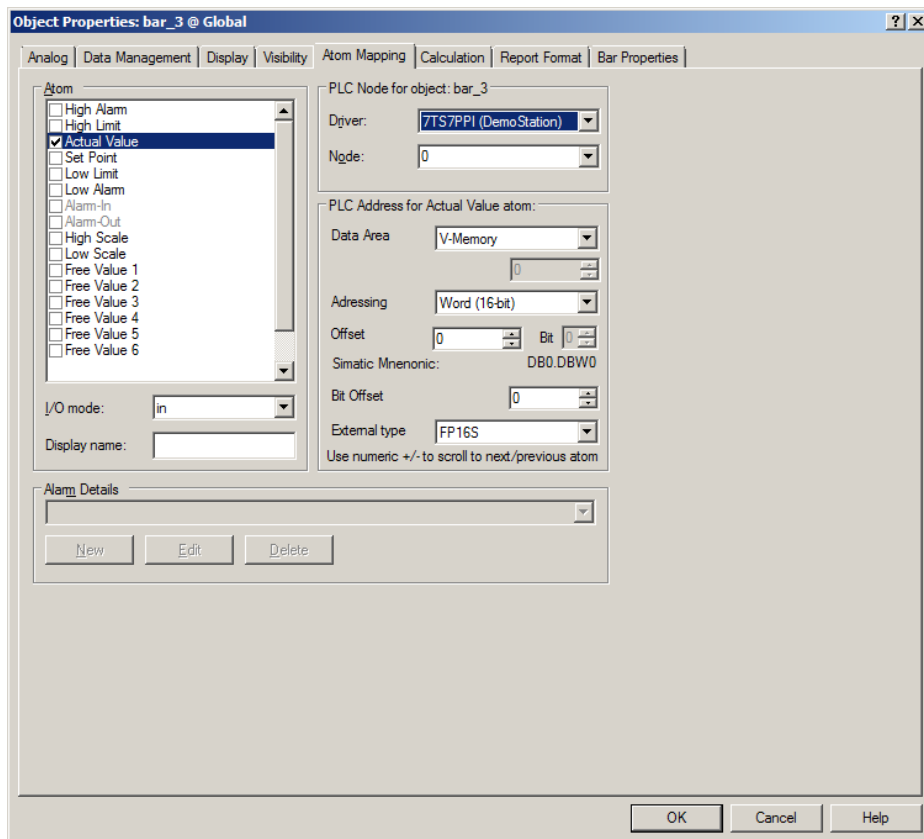 Object Properties: bar_3 @ Global
Analog Data Management Display Visibility Atom Mapping Calculation Report Format Bar Properties
Atom
High Alarm
High Limit
Actual Value
Set Point
Low Limit
Low Alarm
Alarm-In
Alarm-Out
High Scale
Low Scale
Free Value 1
Free Value 2
Free Value 3
Free Value 4
Free Value 5
Free Value 6
I/O mode: in
Display name:
PLC Node for object: bar_3
Driver: 7TS7PPI (DemoStation)
Node: 0
PLC Address for Actual Value atom:
Data Area V-Memory
0
Adressing Word (16-bit)
Offset 0 Bit 0
Simatic Mnenonic: DB0.DBW0
Bit Offset 0
External type FP16S
Use numeric +/- to scroll to next/previous atom
Alarm Details
New Edit Delete
OK Cancel Help